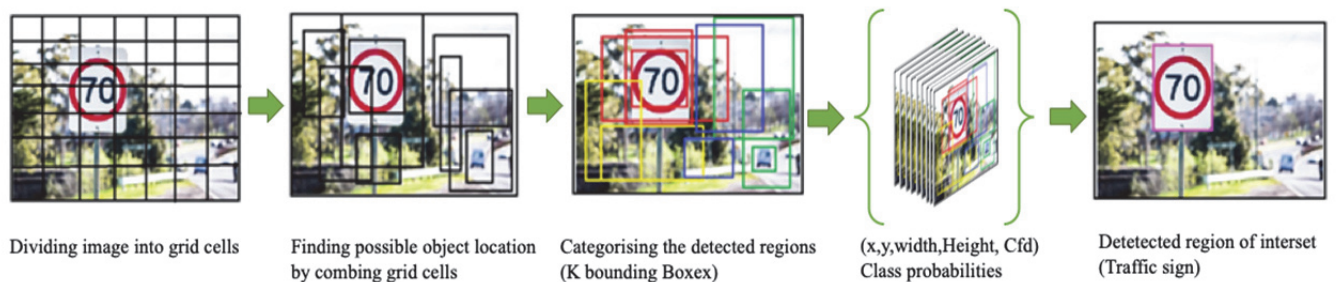 70
70
70
70
70
Dividing image into grid cells
Finding possible object location
by combing grid cells
Categorising the detected regions
(K bounding Boxex)
(x,y,width,Height, Cfd)
Class probabilities
Detetected region of interset
(Traffic sign)